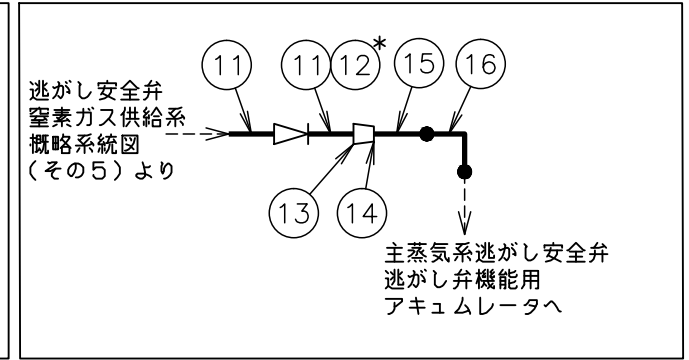 11
11
12
*
15
16
逃がし安全弁
窒素ガス供給系
概略系統図
(その5)より
13
14
主蒸気系逃がし安全弁
逃がし弁機能用
アキュムレータへ